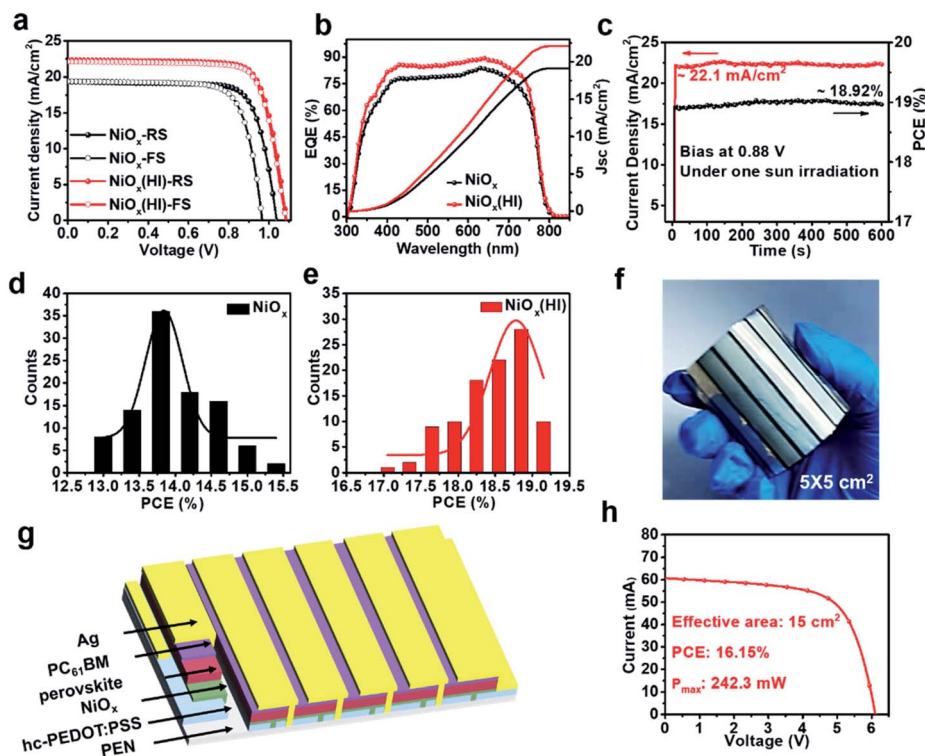 a
Current density (mA/cm²)
25
20
15
10
5
0
NiOₓ-RS
NiOₓ-FS
NiOₓ(HI)-RS
NiOₓ(HI)-FS
0.0 0.2 0.4 0.6 0.8 1.0
Voltage (V)
b
EQE (%)
90
75
60
45
30
15
0
NiOₓ
NiOₓ(HI)
25
20
15
10
5
0
Jsc (mA/cm²)
300 400 500 600 700 800
Wavelength (nm)
c
Current Density (mA/cm²)
25
20
15
10
5
~ 22.1 mA/cm²
~ 18.92%
Bias at 0.88 V
Under one sun irradiation
20
19
18
17
PCE (%)
0 100 200 300 400 500 600
Time (s)
d
Counts
40
35
30
25
20
15
10
5
0
NiOₓ
12.5 13.0 13.5 14.0 14.5 15.0 15.5
PCE (%)
e
Counts
35
30
25
20
15
10
5
0
NiOₓ(HI)
16.5 17.0 17.5 18.0 18.5 19.0 19.5
PCE (%)
f
5X5 cm²
g
Ag
PC₆₁BM
perovskite
NiOₓ
hc-PEDOT:PSS
PEN
h
Current (mA)
80
70
60
50
40
30
20
10
0
Effective area: 15 cm²
PCE: 16.15%
Pₘₐₓ: 242.3 mW
0 1 2 3 4 5 6
Voltage (V)